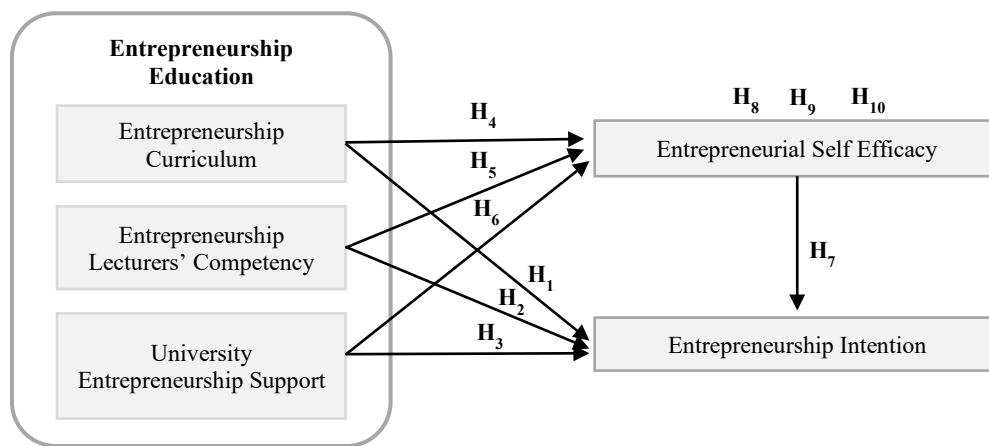 Entrepreneurship
Education
Entrepreneurship
Curriculum
Entrepreneurship
Lecturers’ Competency
University
Entrepreneurship Support
H4
H5
H6
H1
H2
H3
H8 H9 H10
Entrepreneurial Self Efficacy
H7
Entrepreneurship Intention